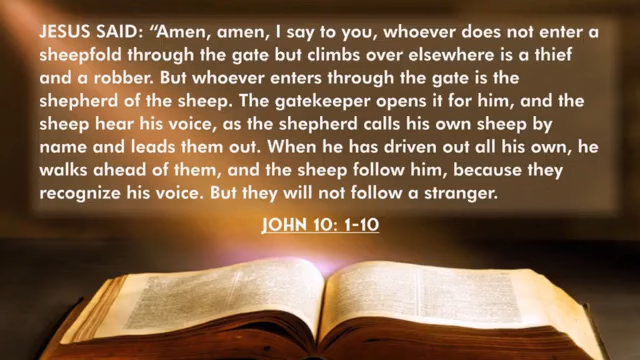 JESUS SAID: “Amen, amen, I say to you, whoever does not enter a
sheepfold through the gate but climbs over elsewhere is a thief
and a robber. But whoever enters through the gate is the
shepherd of the sheep. The gatekeeper opens it for him, and the
sheep hear his voice, as the shepherd calls his own sheep by
name and leads them out. When he has driven out all his own, he
walks ahead of them, and the sheep follow him, because they
recognize his voice. But they will not follow a stranger.
JOHN 10: 1-10